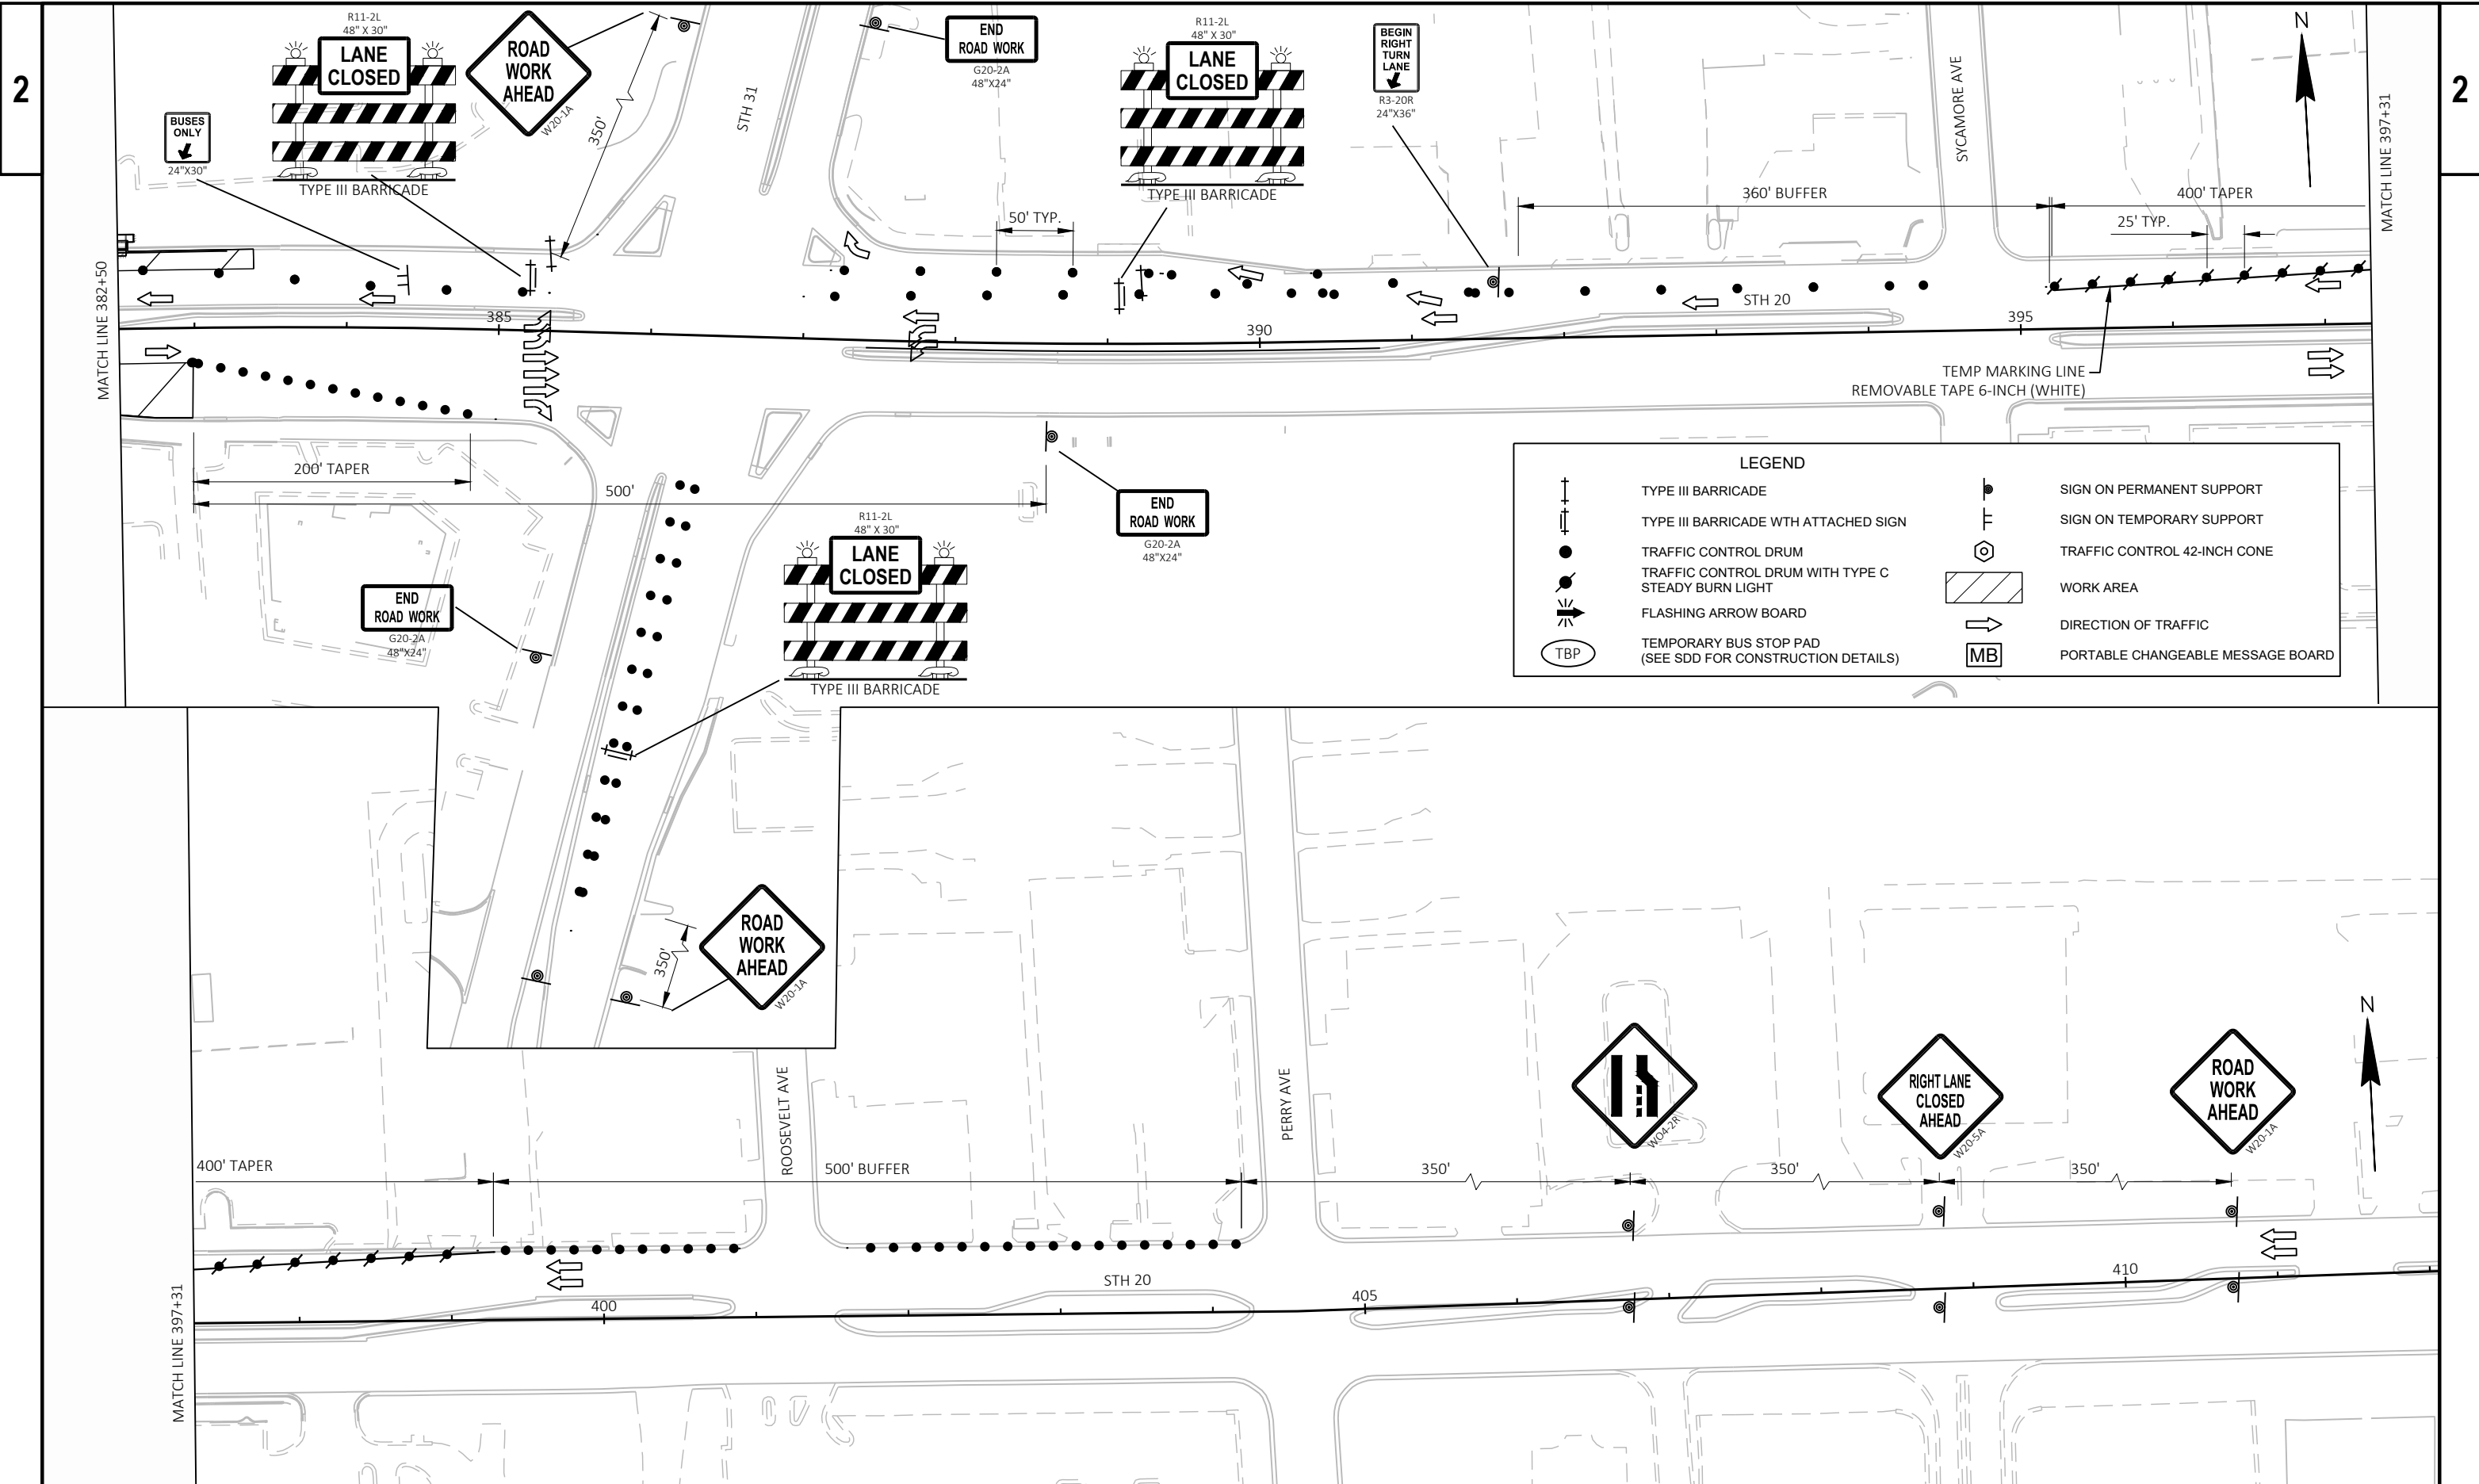 2
2
R11-2L
48" X 30"
LANE
CLOSED
TYPE III BARRICADE
BUSES
ONLY
24"X30"
ROAD
WORK
AHEAD
W20-1A
350'
STH 31
END
ROAD WORK
G20-2A
48"X24"
R11-2L
48" X 30"
LANE
CLOSED
TYPE III BARRICADE
BEGIN
RIGHT
TURN
LANE
R3-20R
24"X36"
SYCAMORE AVE
N
MATCH LINE 397+31
360' BUFFER
400' TAPER
25' TYP.
50' TYP.
MATCH LINE 382+50
385
390
395
STH 20
TEMP MARKING LINE
REMOVABLE TAPE 6-INCH (WHITE)
200' TAPER
500'
END
ROAD WORK
G20-2A
48"X24"
R11-2L
48" X 30"
LANE
CLOSED
TYPE III BARRICADE
END
ROAD WORK
G20-2A
48"X24"
LEGEND
TYPE III BARRICADE
TYPE III BARRICADE WTH ATTACHED SIGN
TRAFFIC CONTROL DRUM
TRAFFIC CONTROL DRUM WITH TYPE C
STEADY BURN LIGHT
FLASHING ARROW BOARD
TBP
TEMPORARY BUS STOP PAD
(SEE SDD FOR CONSTRUCTION DETAILS)
SIGN ON PERMANENT SUPPORT
SIGN ON TEMPORARY SUPPORT
TRAFFIC CONTROL 42-INCH CONE
WORK AREA
DIRECTION OF TRAFFIC
MB
PORTABLE CHANGEABLE MESSAGE BOARD
350'
ROAD
WORK
AHEAD
W20-1A
ROOSEVELT AVE
PERRY AVE
WO4-2R
RIGHT LANE
CLOSED
AHEAD
W20-5A
ROAD
WORK
AHEAD
W20-1A
N
400' TAPER
500' BUFFER
350'
350'
350'
MATCH LINE 397+31
400
STH 20
405
410